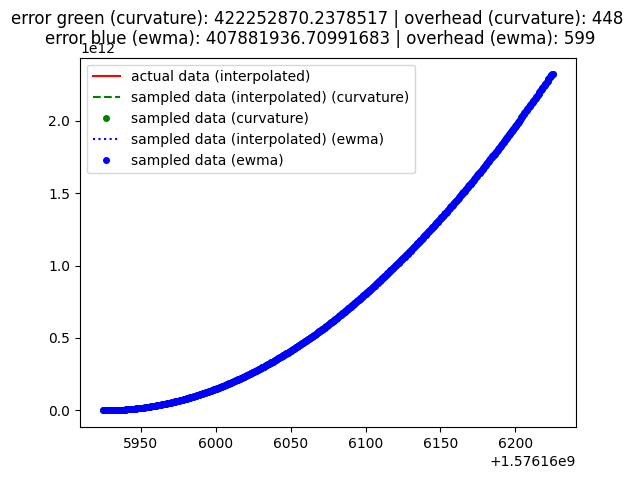 error green (curvature): 422252870.2378517 | overhead (curvature): 448
error blue (ewma): 407881936.70991683 | overhead (ewma): 599
1e12
actual data (interpolated)
sampled data (interpolated) (curvature)
sampled data (curvature)
sampled data (interpolated) (ewma)
sampled data (ewma)
2.0
1.5
1.0
0.5
0.0
5950 6000 6050 6100 6150 6200
+1.57616e9